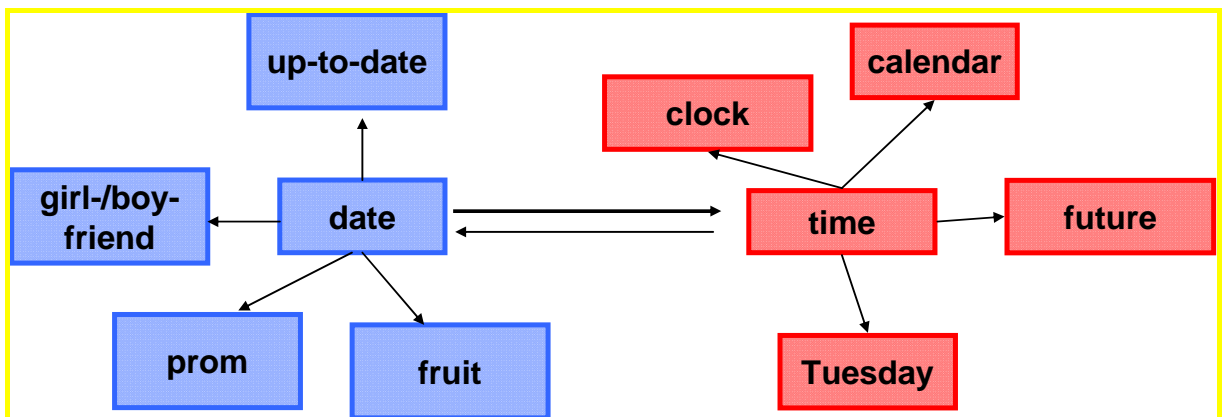 up-to-date
calendar
clock
girl-/boy-
friend
date
time
future
prom
fruit
Tuesday